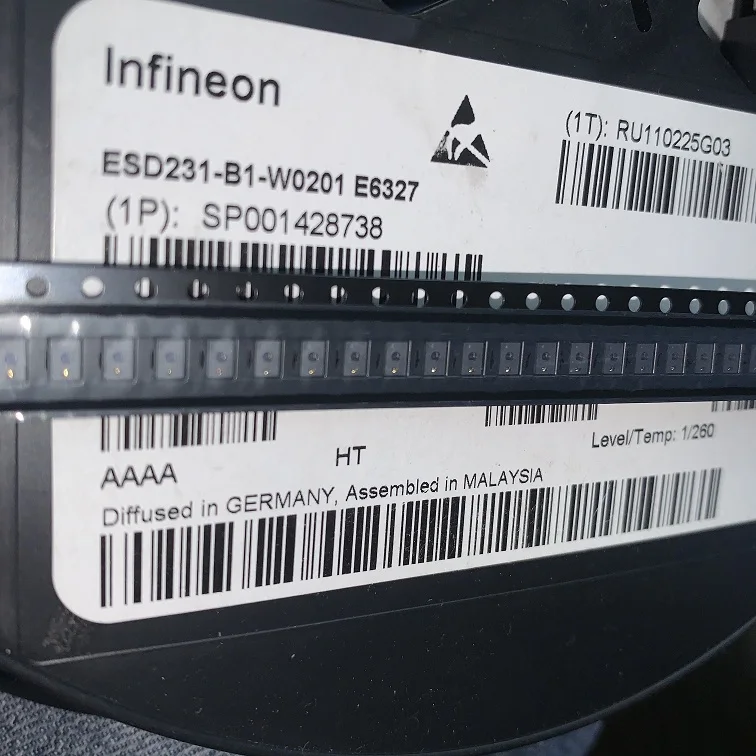 Infineon
(1T): RU110225G03
ESD231-B1-W0201 E6327
(1P): SP001428738
Level/Temp: 1/260
HT
AAAA
Diffused in GERMANY, Assembled in MALAYSIA